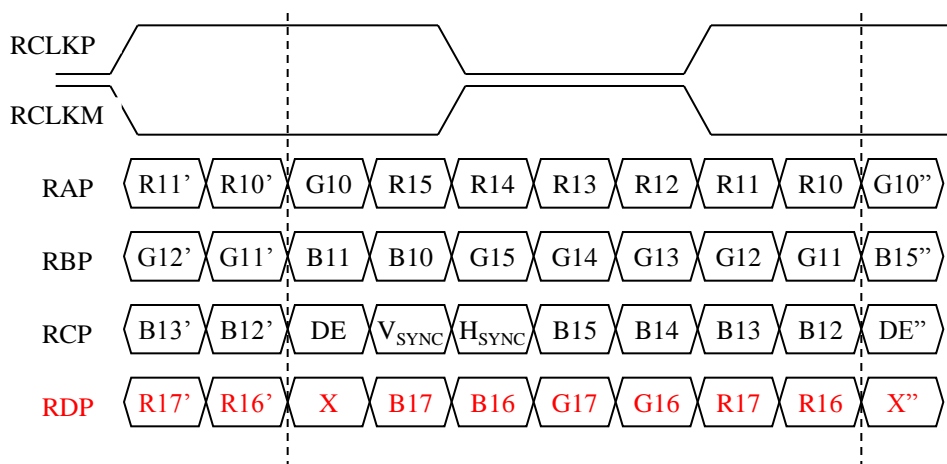 RCLKP
RCLKM
RAP R11’ R10’ G10 R15 R14 R13 R12 R11 R10 G10”
RBP G12’ G11’ B11 B10 G15 G14 G13 G12 G11 B15”
RCP B13’ B12’ DE VSYNC HSYNC B15 B14 B13 B12 DE”
RDP R17’ R16’ X B17 B16 G17 G16 R17 R16 X”